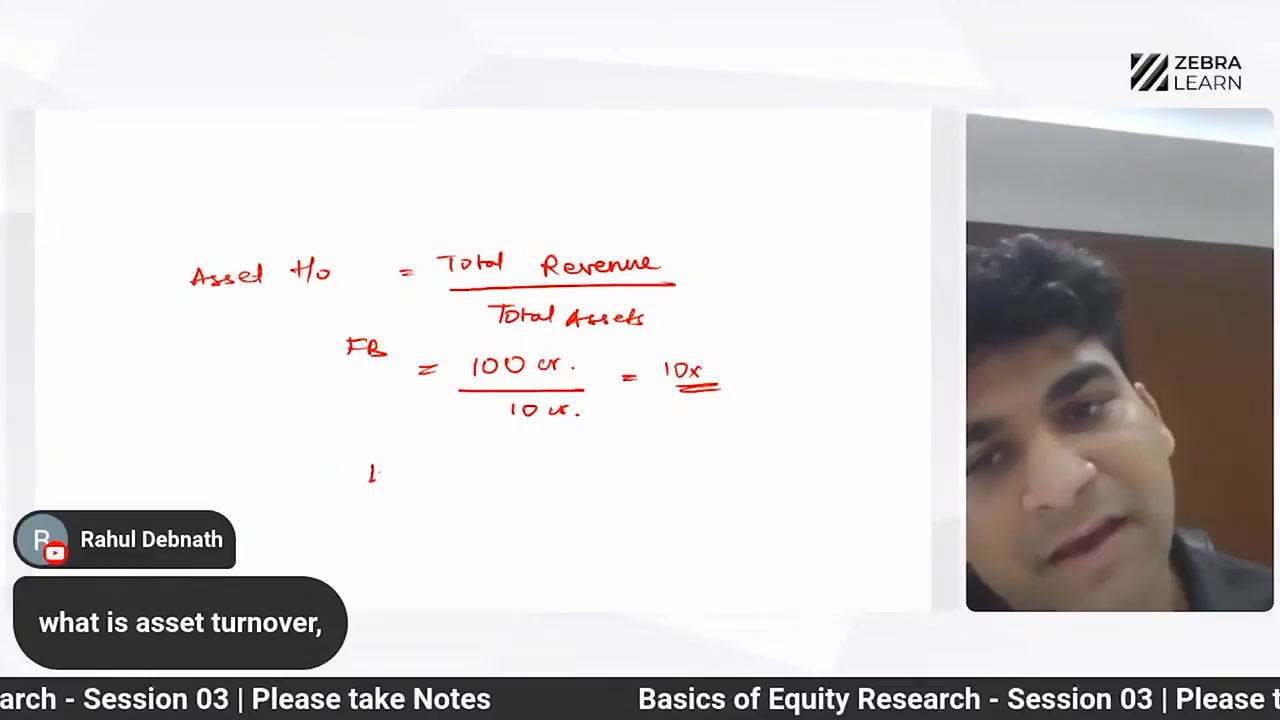 ZEBRA
LEARN
Asset T/o = Total Revenue
Total Assets
FB
= 100 cr. = 10x
10 cr.
R
Rahul Debnath
what is asset turnover,
arch - Session 03 | Please take Notes Basics of Equity Research - Session 03 | Please t